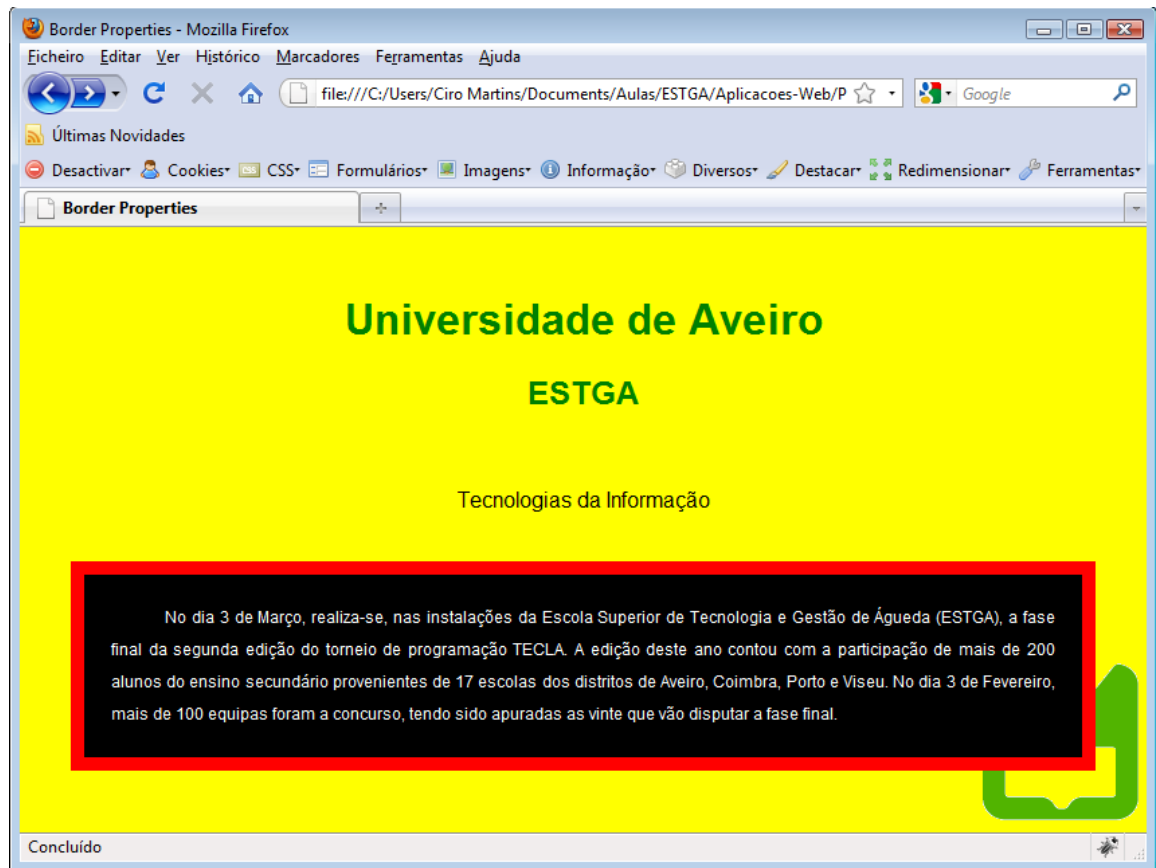 Border Properties - Mozilla Firefox
Ficheiro Editar Ver Histórico Marcadores Ferramentas Ajuda
file:///C:/Users/Ciro Martins/Documents/Aulas/ESTGA/Aplicacoes-Web/P Google
Últimas Novidades
Desactivar Cookies CSS Formulários Imagens Informação Diversos Destacar Redimensionar Ferramentas
Border Properties
Universidade de Aveiro
ESTGA
Tecnologias da Informação
No dia 3 de Março, realiza-se, nas instalações da Escola Superior de Tecnologia e Gestão de Águeda (ESTGA), a fase
final da segunda edição do torneio de programação TECLA. A edição deste ano contou com a participação de mais de 200
alunos do ensino secundário provenientes de 17 escolas dos distritos de Aveiro, Coimbra, Porto e Viseu. No dia 3 de Fevereiro,
mais de 100 equipas foram a concurso, tendo sido apuradas as vinte que vão disputar a fase final.
Concluído